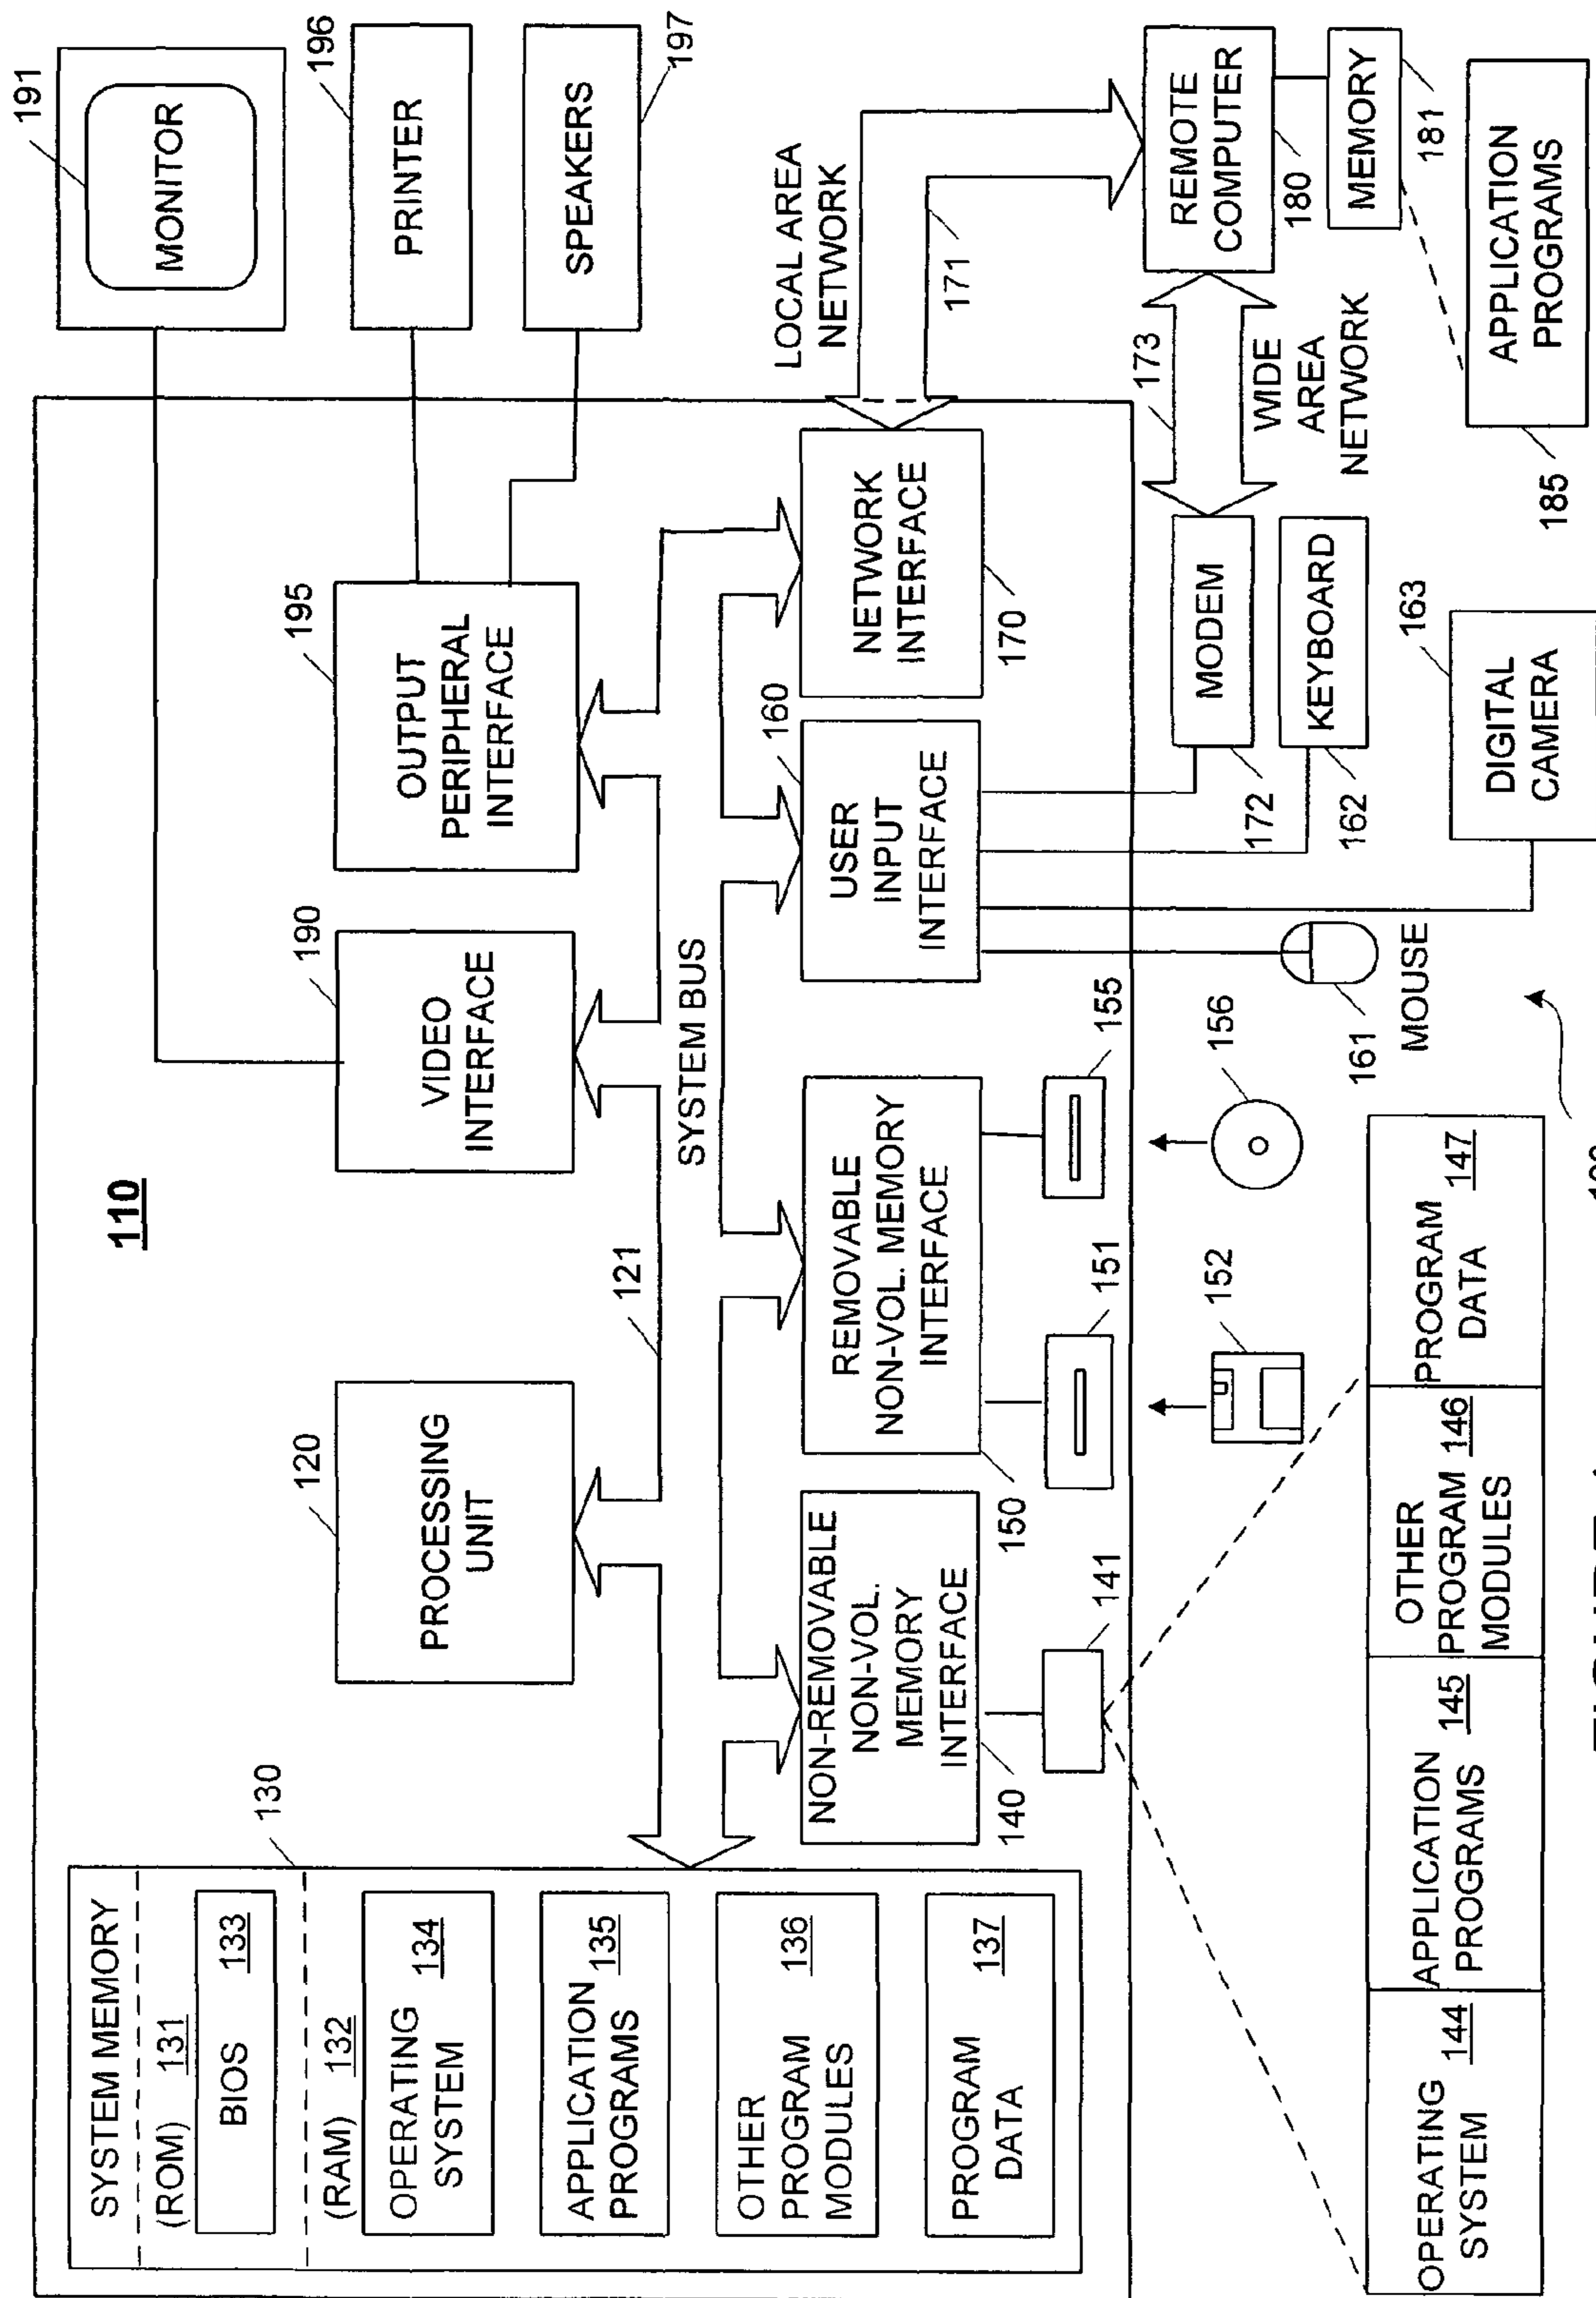 110
SYSTEM MEMORY
(ROM) 131
BIOS 133
(RAM) 132
OPERATING
SYSTEM 134
APPLICATION
PROGRAMS 135
OTHER
PROGRAM
MODULES 136
PROGRAM
DATA 137
130
120
PROCESSING
UNIT
190
VIDEO
INTERFACE
195
OUTPUT
PERIPHERAL
INTERFACE
191
MONITOR
196
PRINTER
SPEAKERS
197
121
SYSTEM BUS
NON-REMOVABLE
NON-VOL.
MEMORY
INTERFACE
140
141
REMOVABLE
NON-VOL. MEMORY
INTERFACE
150
151
155
152
156
160
USER
INPUT
INTERFACE
NETWORK
INTERFACE
170
LOCAL AREA
NETWORK
171
173
WIDE
AREA
NETWORK
REMOTE
COMPUTER
180
MEMORY
181
APPLICATION
PROGRAMS
185
MODEM
172
KEYBOARD
162
163
DIGITAL
CAMERA
161
MOUSE
OPERATING
SYSTEM 144
APPLICATION
PROGRAMS 145
OTHER
PROGRAM 146
MODULES
PROGRAM
DATA 147